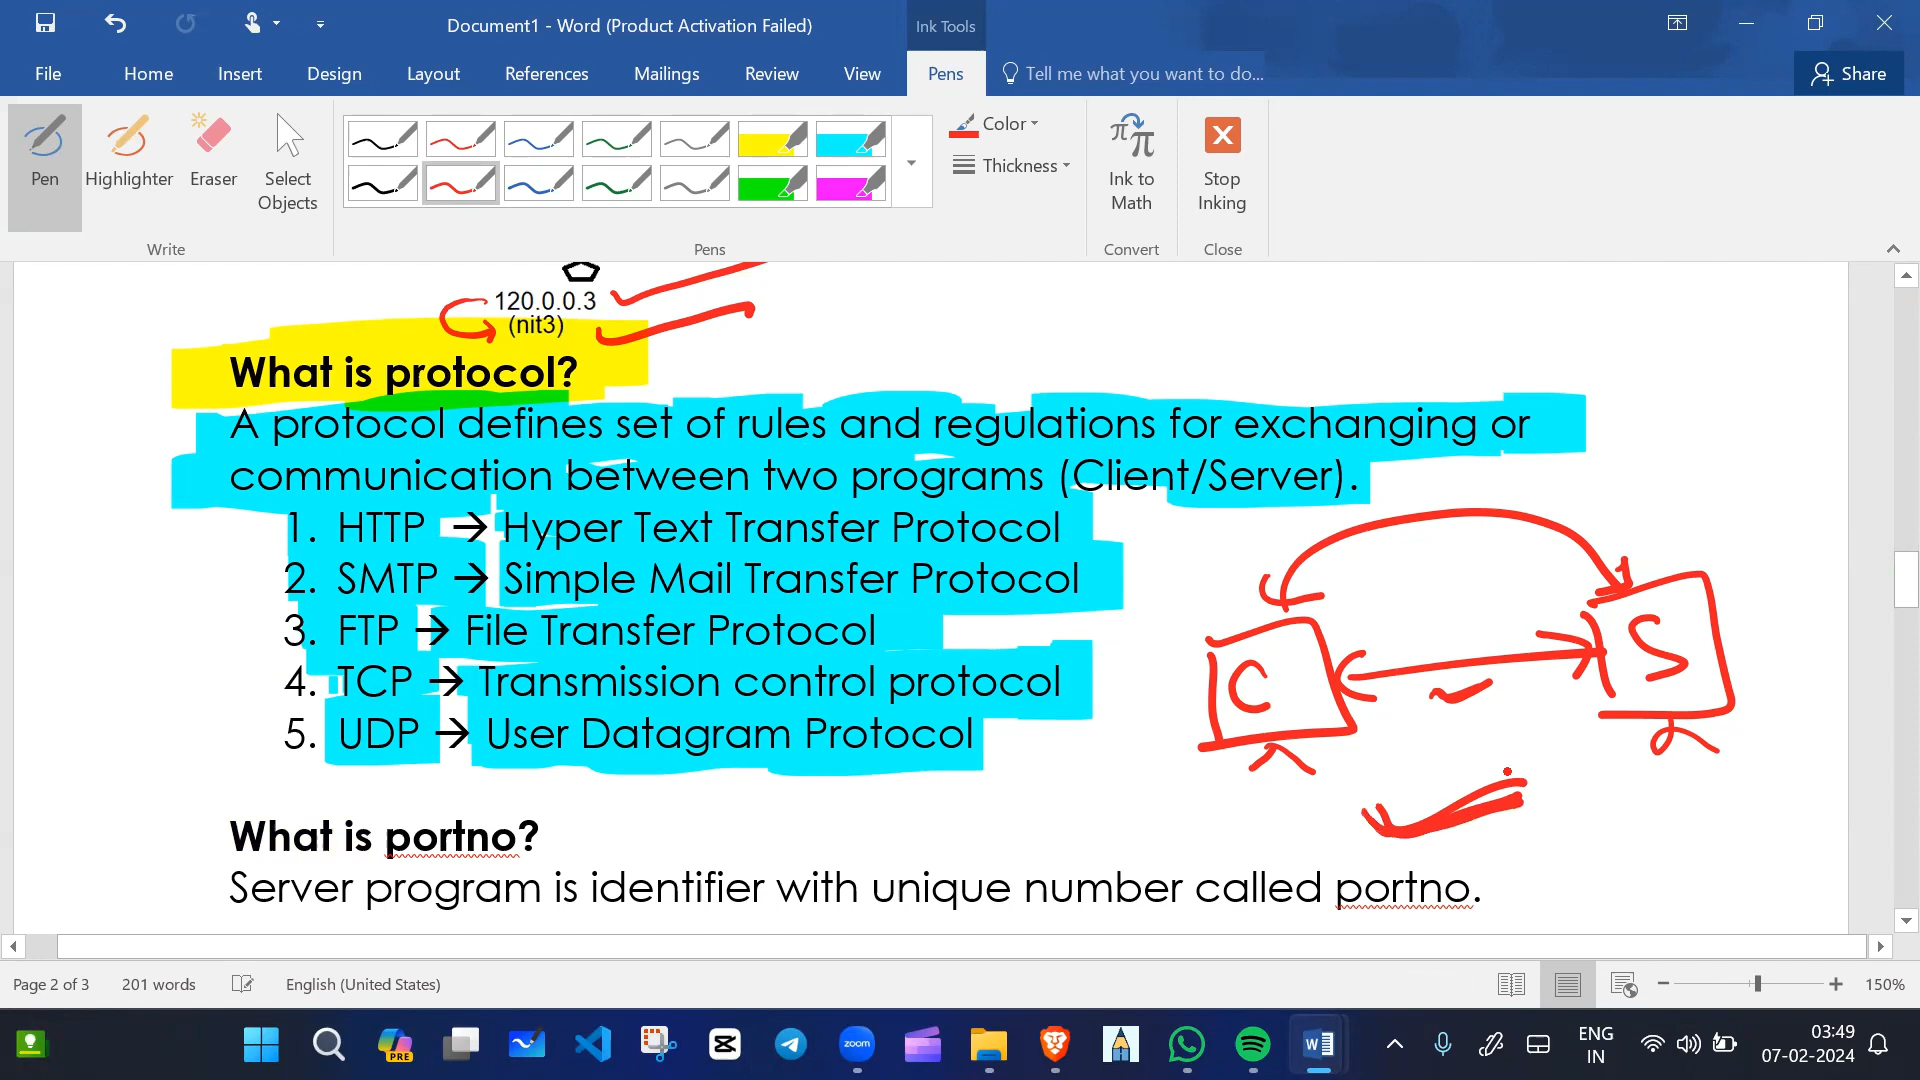 Document1 - Word (Product Activation Failed)
Ink Tools
File
Home
Insert
Design
Layout
References
Mailings
Review
View
Pens
Tell me what you want to do...
Share
Pen
Highlighter
Eraser
Select Objects
Color
Thickness
Ink to Math
Stop Inking
Write
Pens
Convert
Close
120.0.0.3
(nit3)
What is protocol?
A protocol defines set of rules and regulations for exchanging or
communication between two programs (Client/Server).
1. HTTP → Hyper Text Transfer Protocol
2. SMTP → Simple Mail Transfer Protocol
3. FTP → File Transfer Protocol
4. TCP → Transmission control protocol
5. UDP → User Datagram Protocol
C
S
What is portno?
Server program is identifier with unique number called portno.
Page 2 of 3
201 words
English (United States)
150%
PRE
zoom
W
ENG
IN
03:49
07-02-2024